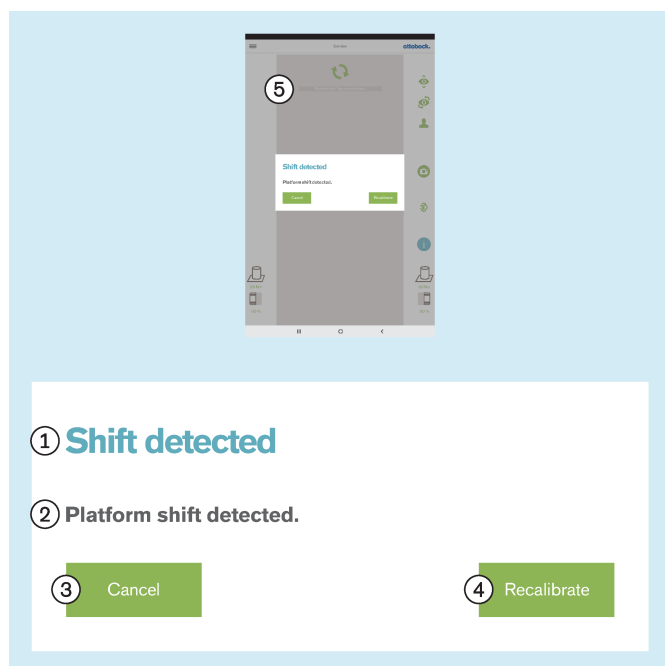 ottobock.
5
Shift detected
Platform shift detected.
Cancel
Recalibrate
1 Shift detected
2 Platform shift detected.
3 Cancel
4 Recalibrate